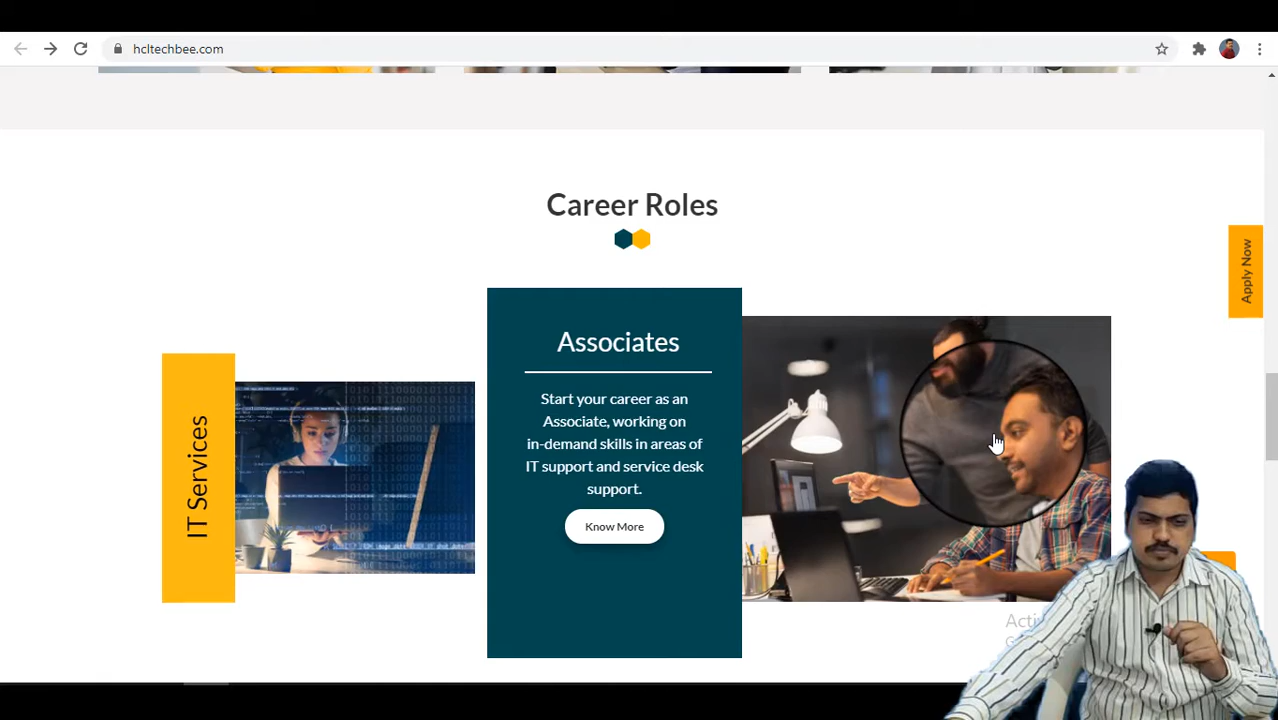 hcltechbee.com
Career Roles
Apply Now
IT Services
Associates
Start your career as an
Associate, working on
in-demand skills in areas of
IT support and service desk
support.
Know More